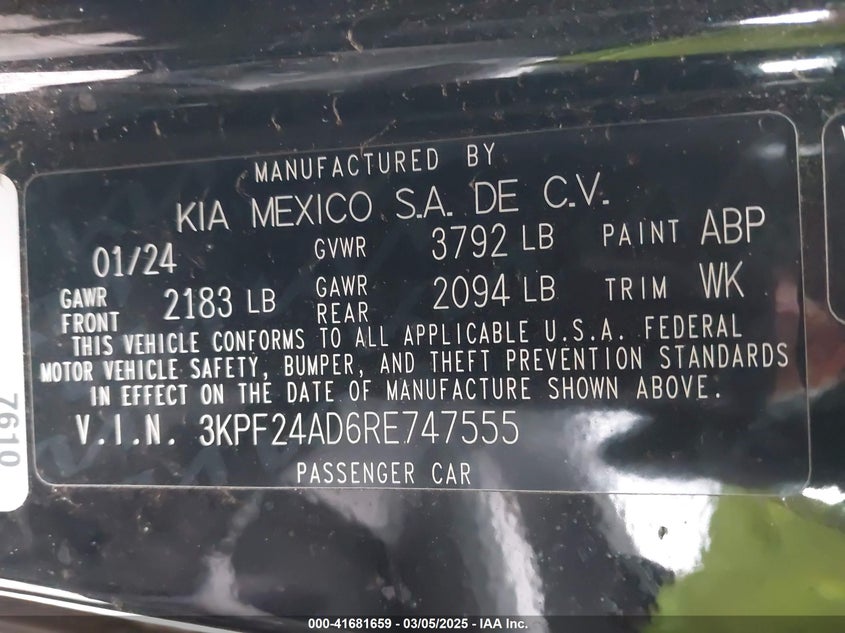 MANUFACTURED BY
KIA MEXICO S.A. DE C.V.
01/24 GVWR 3792 LB PAINT ABP
GAWR FRONT 2183 LB GAWR REAR 2094 LB TRIM WK
THIS VEHICLE CONFORMS TO ALL APPLICABLE U.S.A. FEDERAL
MOTOR VEHICLE SAFETY, BUMPER, AND THEFT PREVENTION STANDARDS
IN EFFECT ON THE DATE OF MANUFACTURE SHOWN ABOVE.
V.I.N. 3KPF24AD6RE747555
PASSENGER CAR
7610
000-41681659 / 03/05/2025 - IAA Inc.